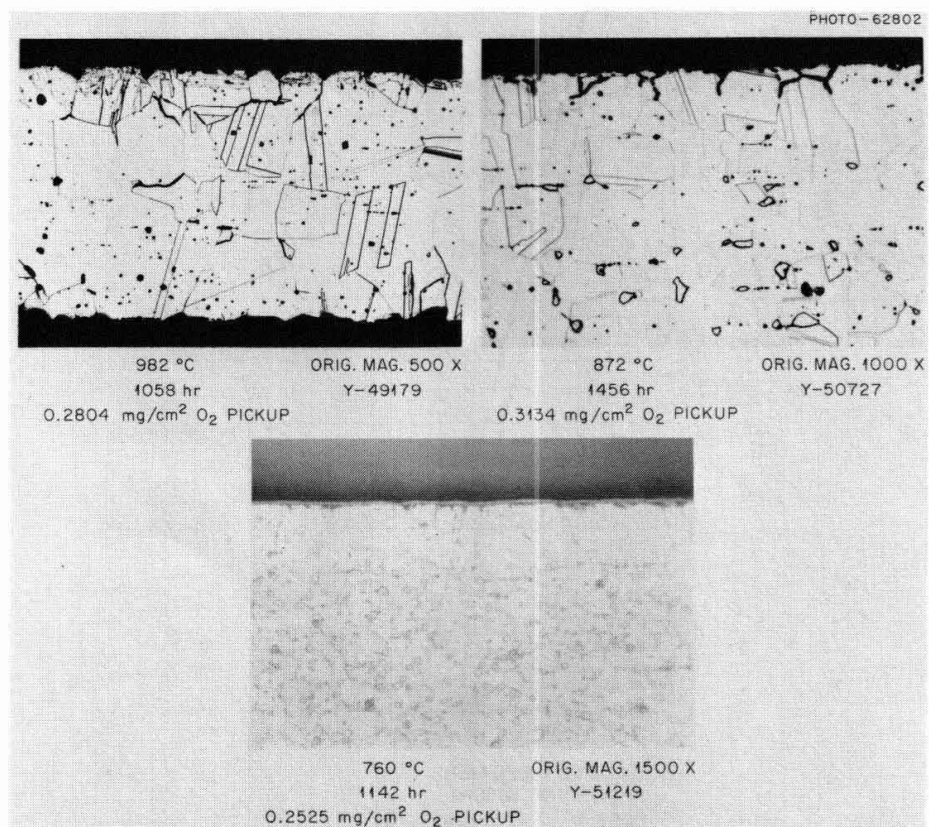 PHOTO-62802
982 °C ORIG. MAG. 500 X
1058 hr Y-49179
0.2804 mg/cm² O₂ PICKUP
872 °C ORIG. MAG. 1000 X
1456 hr Y-50727
0.3134 mg/cm² O₂ PICKUP
760 °C ORIG. MAG. 1500 X
1142 hr Y-51219
0.2525 mg/cm² O₂ PICKUP